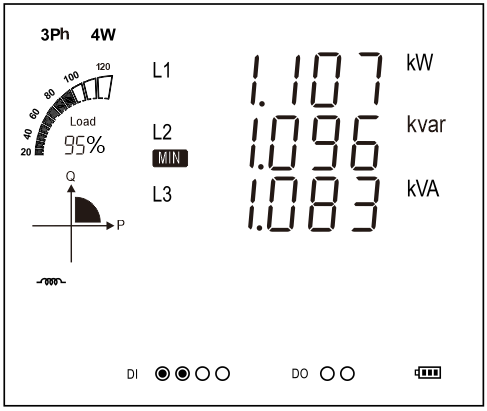 3Ph 4W
20 40 60 80 100 120
Load
95%
L1 1.107 kW
L2 1.096 kvar
MIN
L3 1.083 kVA
Q
P
DI DO